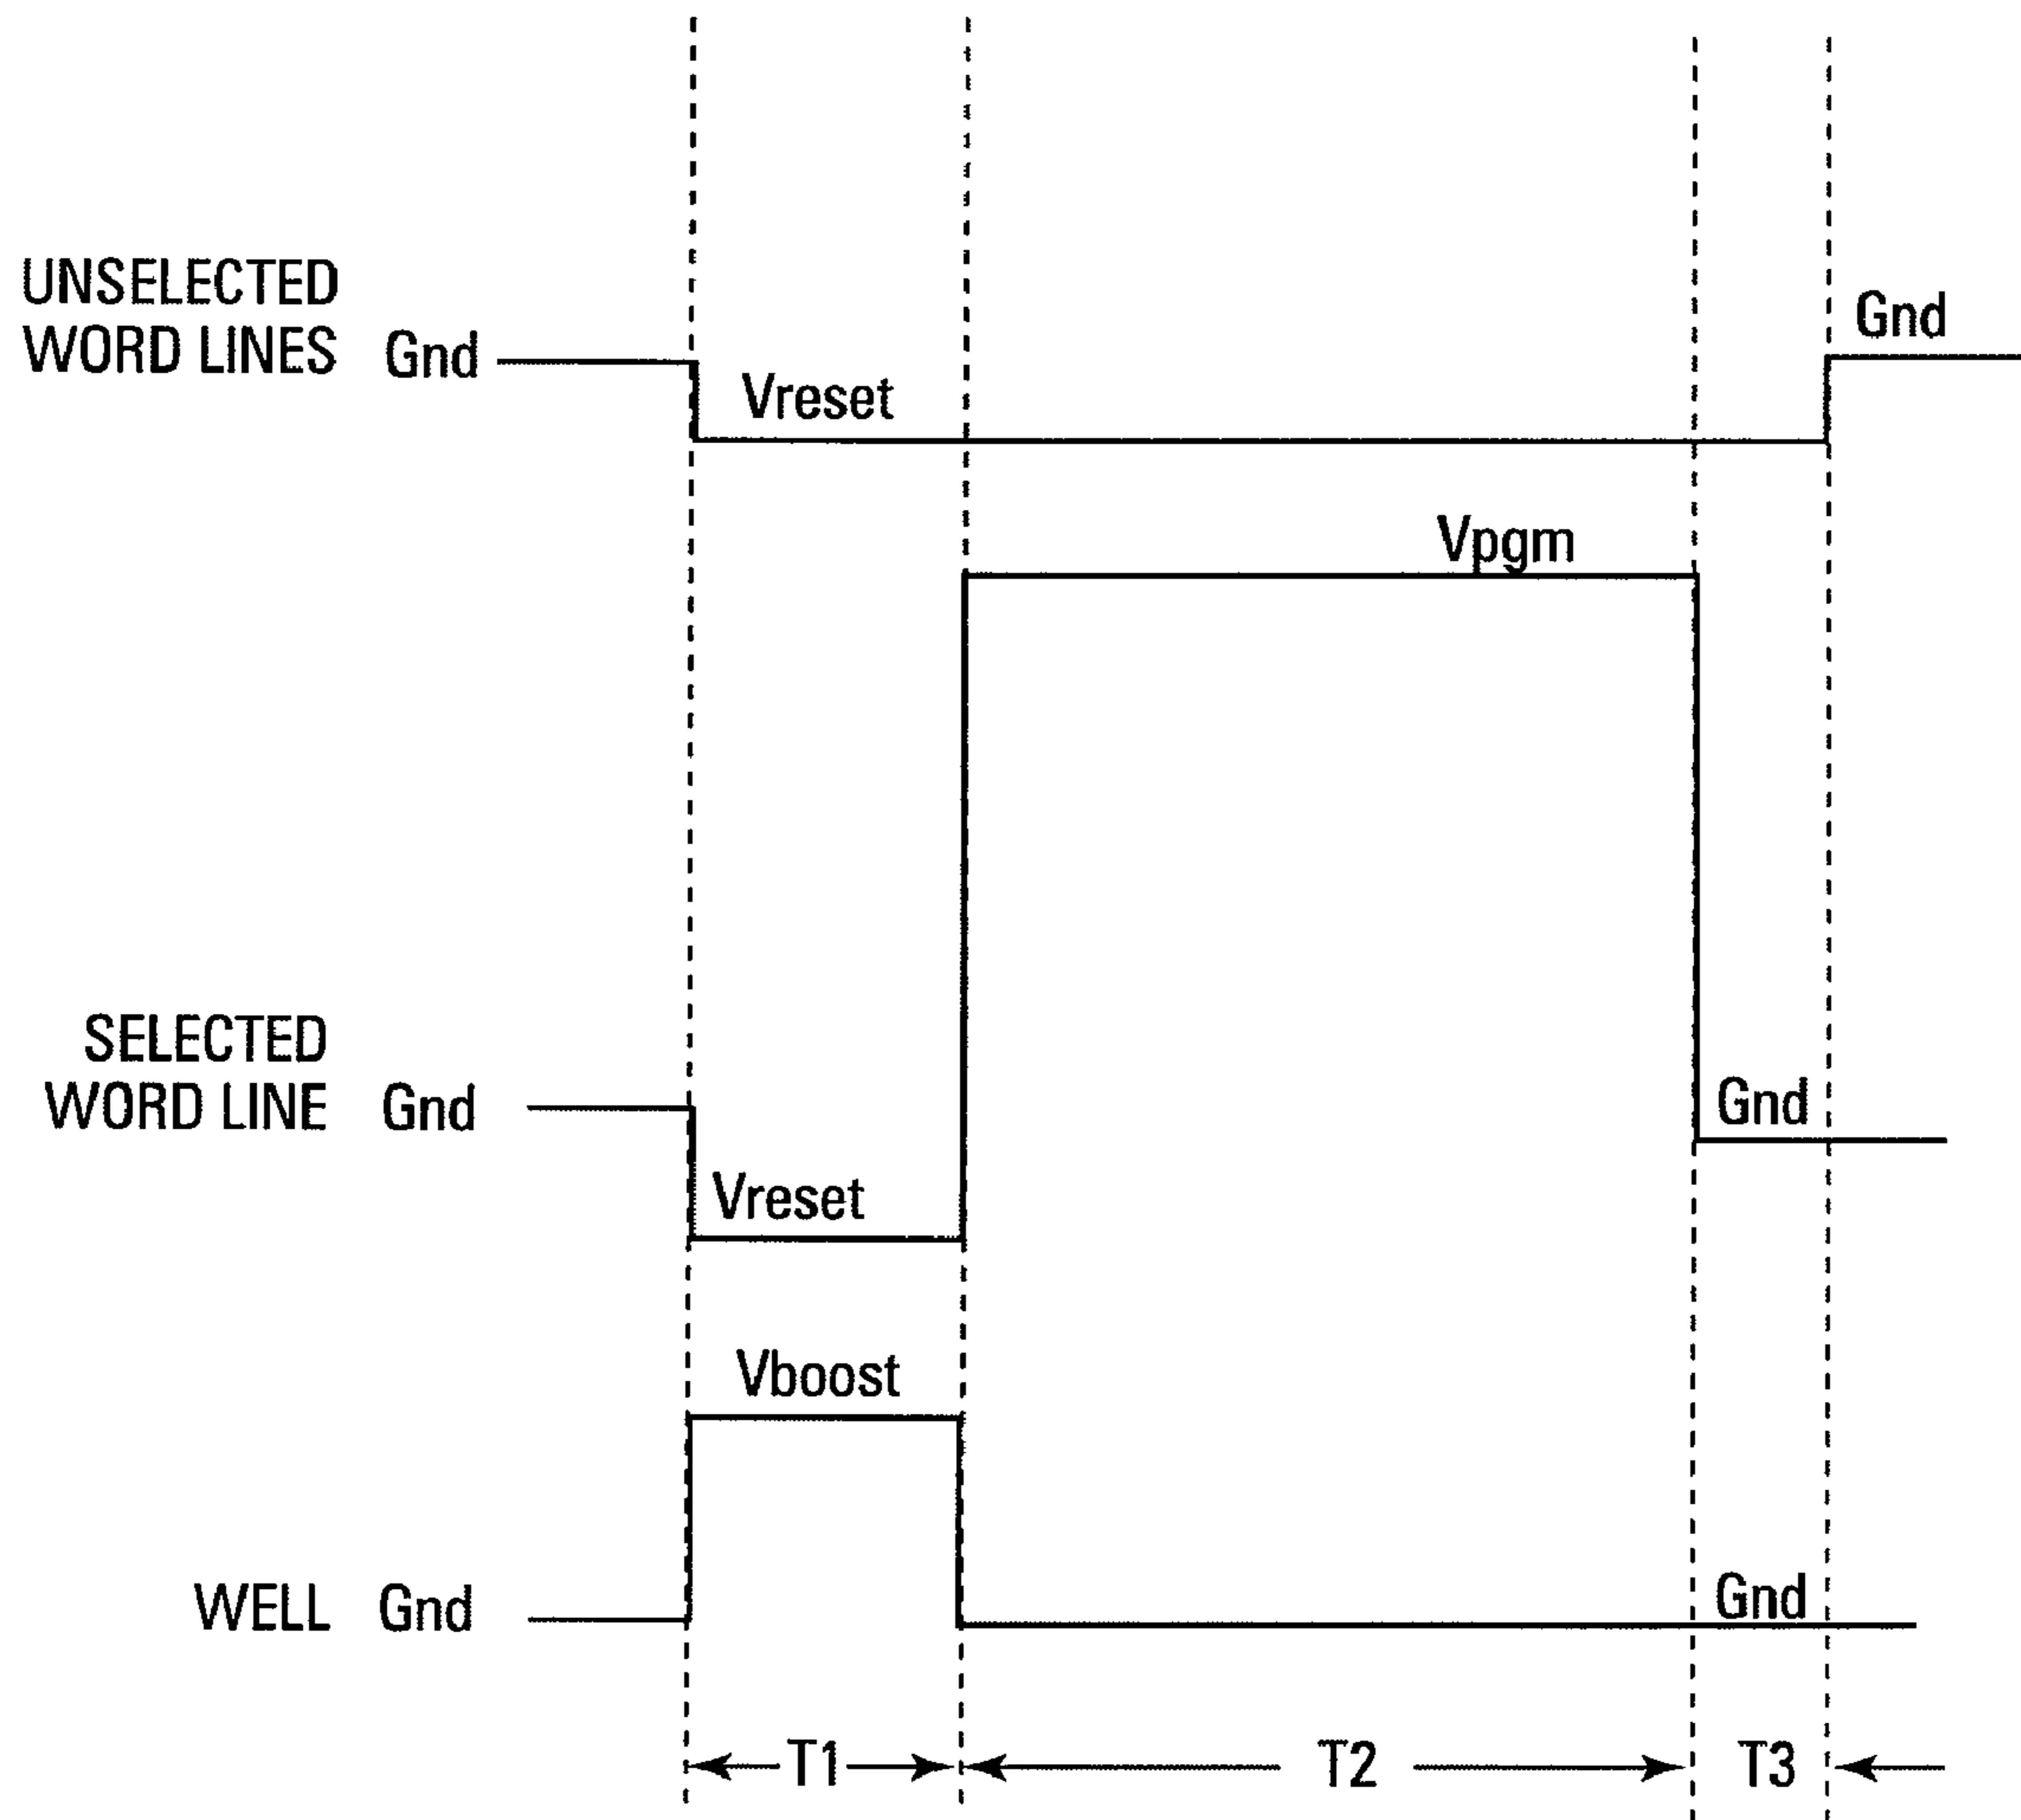 UNSELECTED
WORD LINES Gnd
Vreset
Gnd
Vpgm
SELECTED
WORD LINE Gnd
Vreset
Gnd
Vboost
WELL Gnd
Gnd
T1 T2 T3